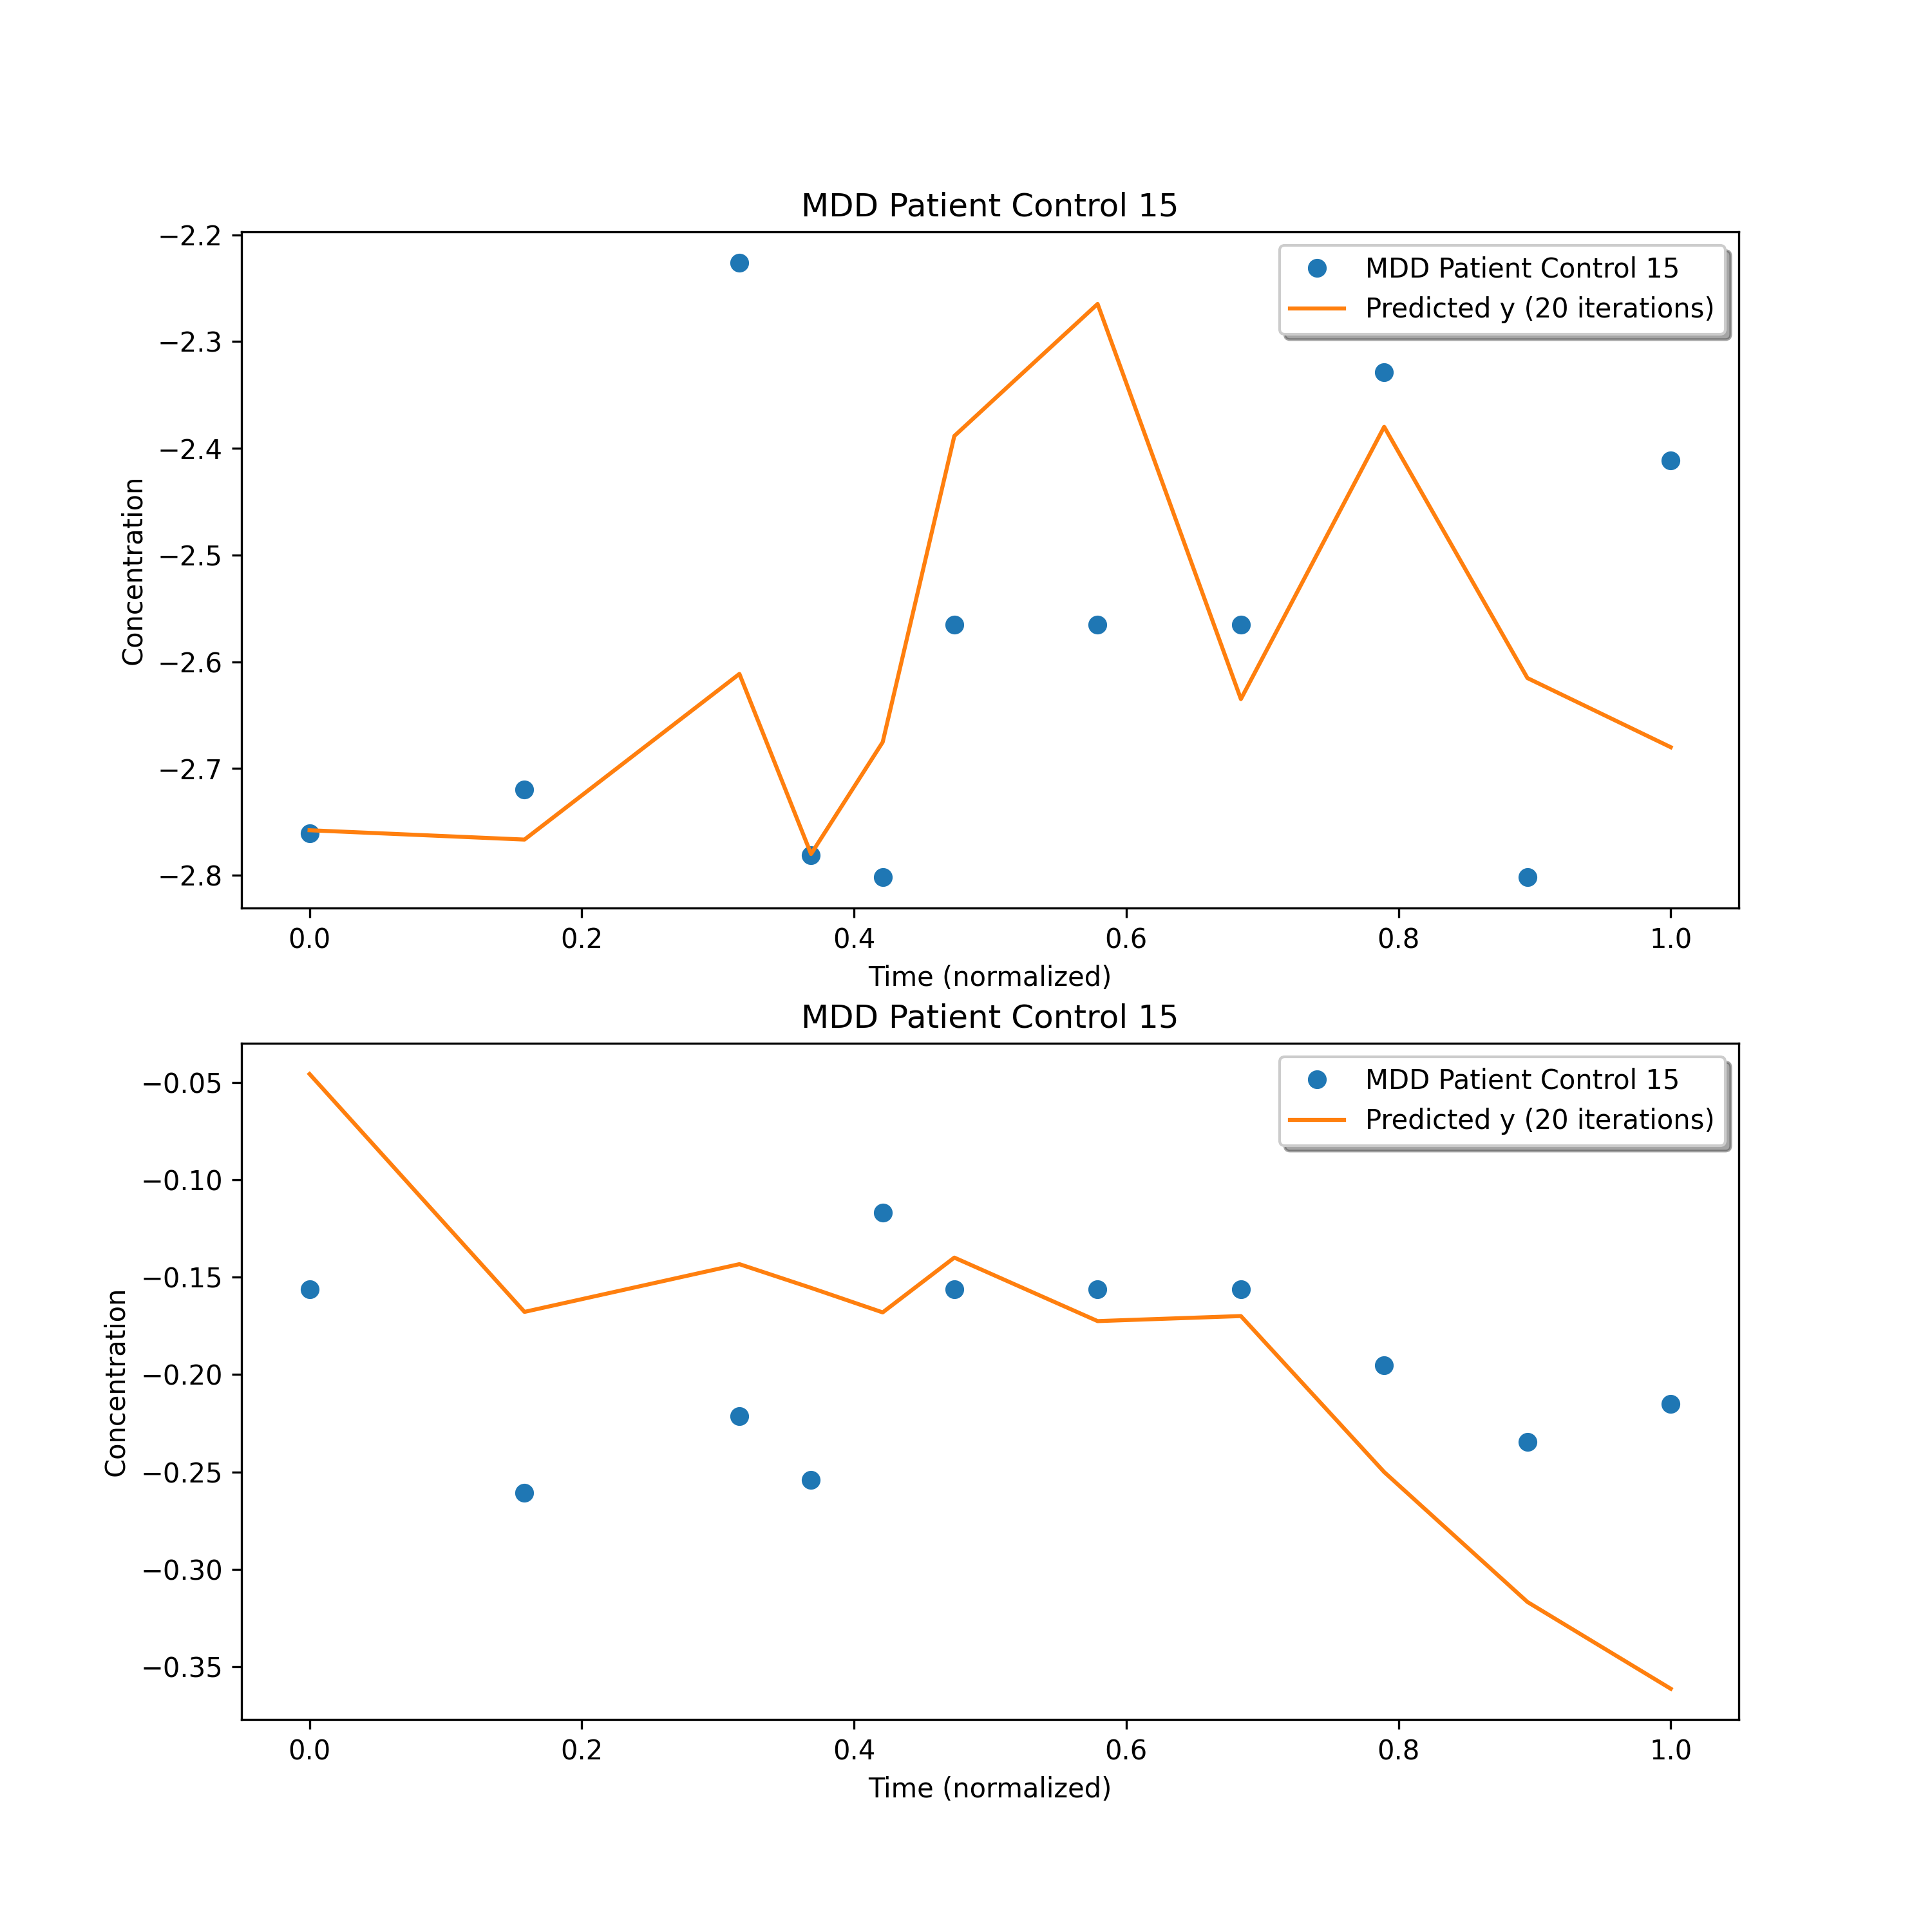 MDD Patient Control 15
−2.2
−2.3
−2.4
−2.5
−2.6
−2.7
−2.8
Concentration
MDD Patient Control 15
Predicted y (20 iterations)
0.0 0.2 0.4 0.6 0.8 1.0
Time (normalized)
MDD Patient Control 15
−0.05
−0.10
−0.15
−0.20
−0.25
−0.30
−0.35
Concentration
MDD Patient Control 15
Predicted y (20 iterations)
0.0 0.2 0.4 0.6 0.8 1.0
Time (normalized)